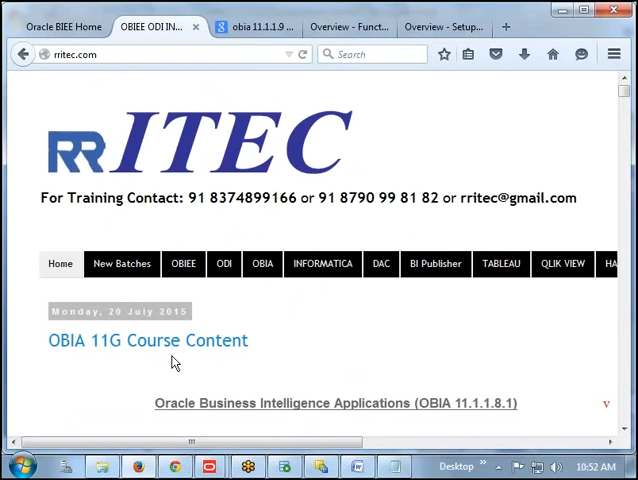 Oracle BIEE Home
OBIEE ODI IN...
obia 11.1.1.9 ...
Overview - Funct...
Overview - Setup...
rritec.com
Search
RR ITEC
For Training Contact: 91 8374899166 or 91 8790 99 81 82 or rritec@gmail.com
Home
New Batches
OBIEE
ODI
OBIA
INFORMATICA
DAC
BI Publisher
TABLEAU
QLIK VIEW
HA
Monday, 20 July 2015
OBIA 11G Course Content
Oracle Business Intelligence Applications (OBIA 11.1.1.8.1)
v
Desktop
10:52 AM